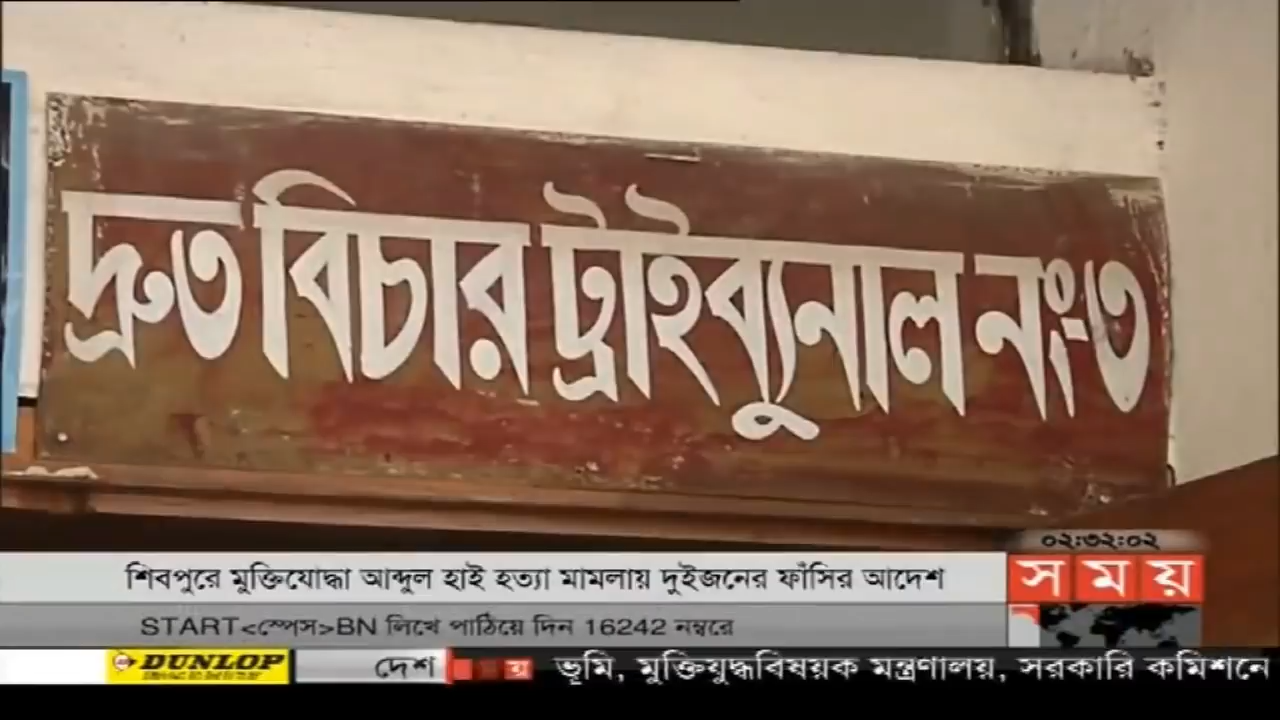 দ্রুত বিচার ট্রাইব্যুনাল নং-৩
০২:৩২:০২
শিবপুরে মুক্তিযোদ্ধা আব্দুল হাই হত্যা মামলায় দুইজনের ফাঁসির আদেশ
সময়
START<স্পেস>BN লিখে পাঠিয়ে দিন 16242 নম্বরে
DUNLOP
দেশ
ভূমি, মুক্তিযুদ্ধবিষয়ক মন্ত্রণালয়, সরকারি কমিশনে